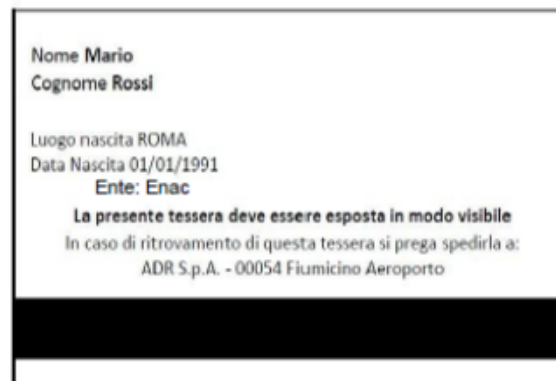 Nome Mario
Cognome Rossi
Luogo nascita ROMA
Data Nascita 01/01/1991
Ente: Enac
La presente tessera deve essere esposta in modo visibile
In caso di ritrovamento di questa tessera si prega spedirla a:
ADR S.p.A. - 00054 Fiumicino Aeroporto